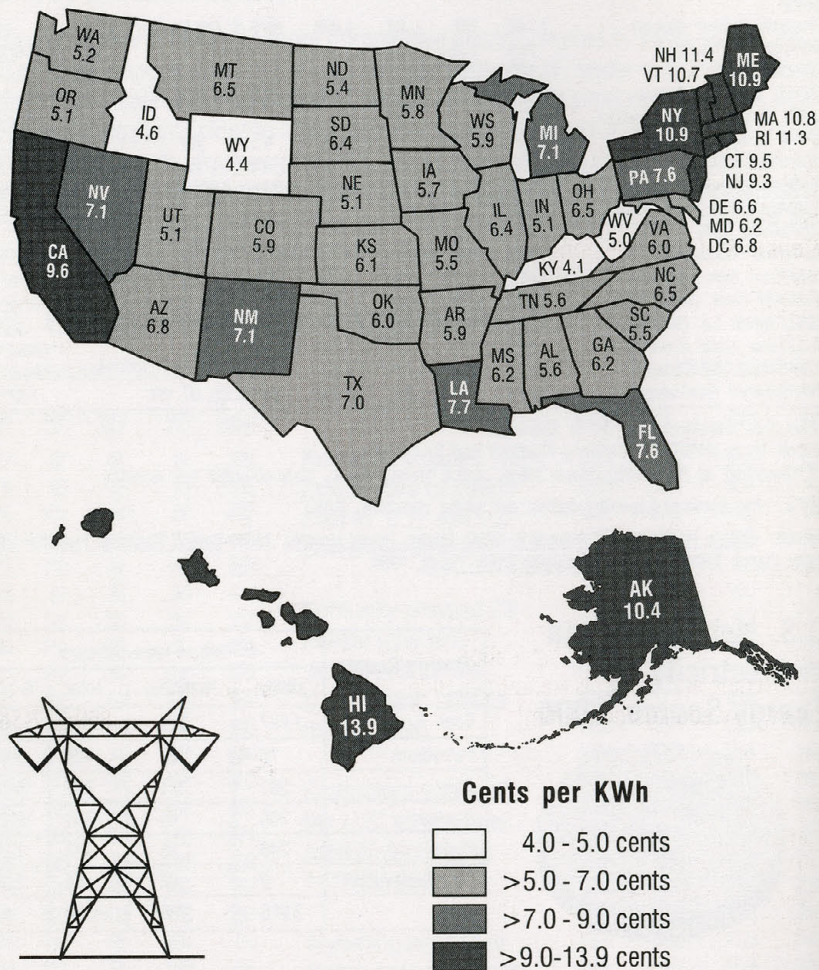 WA
5.2
OR
5.1
ID
4.6
MT
6.5
WY
4.4
ND
5.4
SD
6.4
NE
5.1
MN
5.8
IA
5.7
WS
5.9
MI
7.1
NH 11.4
VT 10.7
ME
10.9
NY
10.9
MA 10.8
RI 11.3
CT 9.5
NJ 9.3
PA 7.6
DE 6.6
MD 6.2
DC 6.8
NV
7.1
CA
9.6
UT
5.1
CO
5.9
KS
6.1
MO
5.5
IL
6.4
IN
5.1
OH
6.5
WV
5.0
VA
6.0
KY 4.1
TN 5.6
NC
6.5
SC
5.5
AZ
6.8
NM
7.1
OK
6.0
AR
5.9
TX
7.0
LA
7.7
MS
6.2
AL
5.6
GA
6.2
FL
7.6
AK
10.4
HI
13.9
Cents per KWh
4.0 - 5.0 cents
>5.0 - 7.0 cents
>7.0 - 9.0 cents
>9.0-13.9 cents